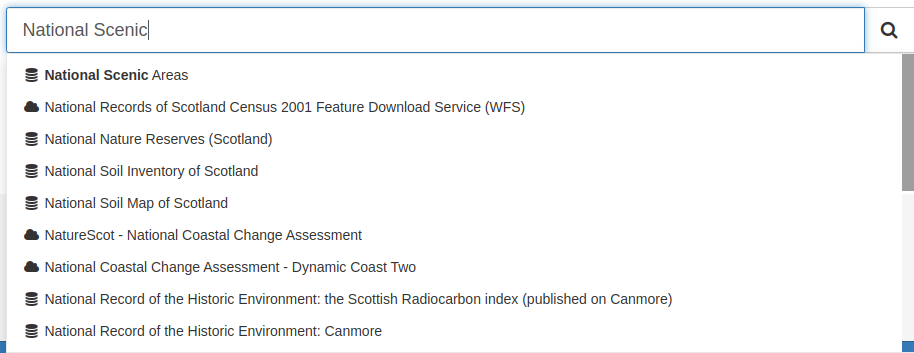 National Scenic
National Scenic Areas
National Records of Scotland Census 2001 Feature Download Service (WFS)
National Nature Reserves (Scotland)
National Soil Inventory of Scotland
National Soil Map of Scotland
NatureScot - National Coastal Change Assessment
National Coastal Change Assessment - Dynamic Coast Two
National Record of the Historic Environment: the Scottish Radiocarbon index (published on Canmore)
National Record of the Historic Environment: Canmore